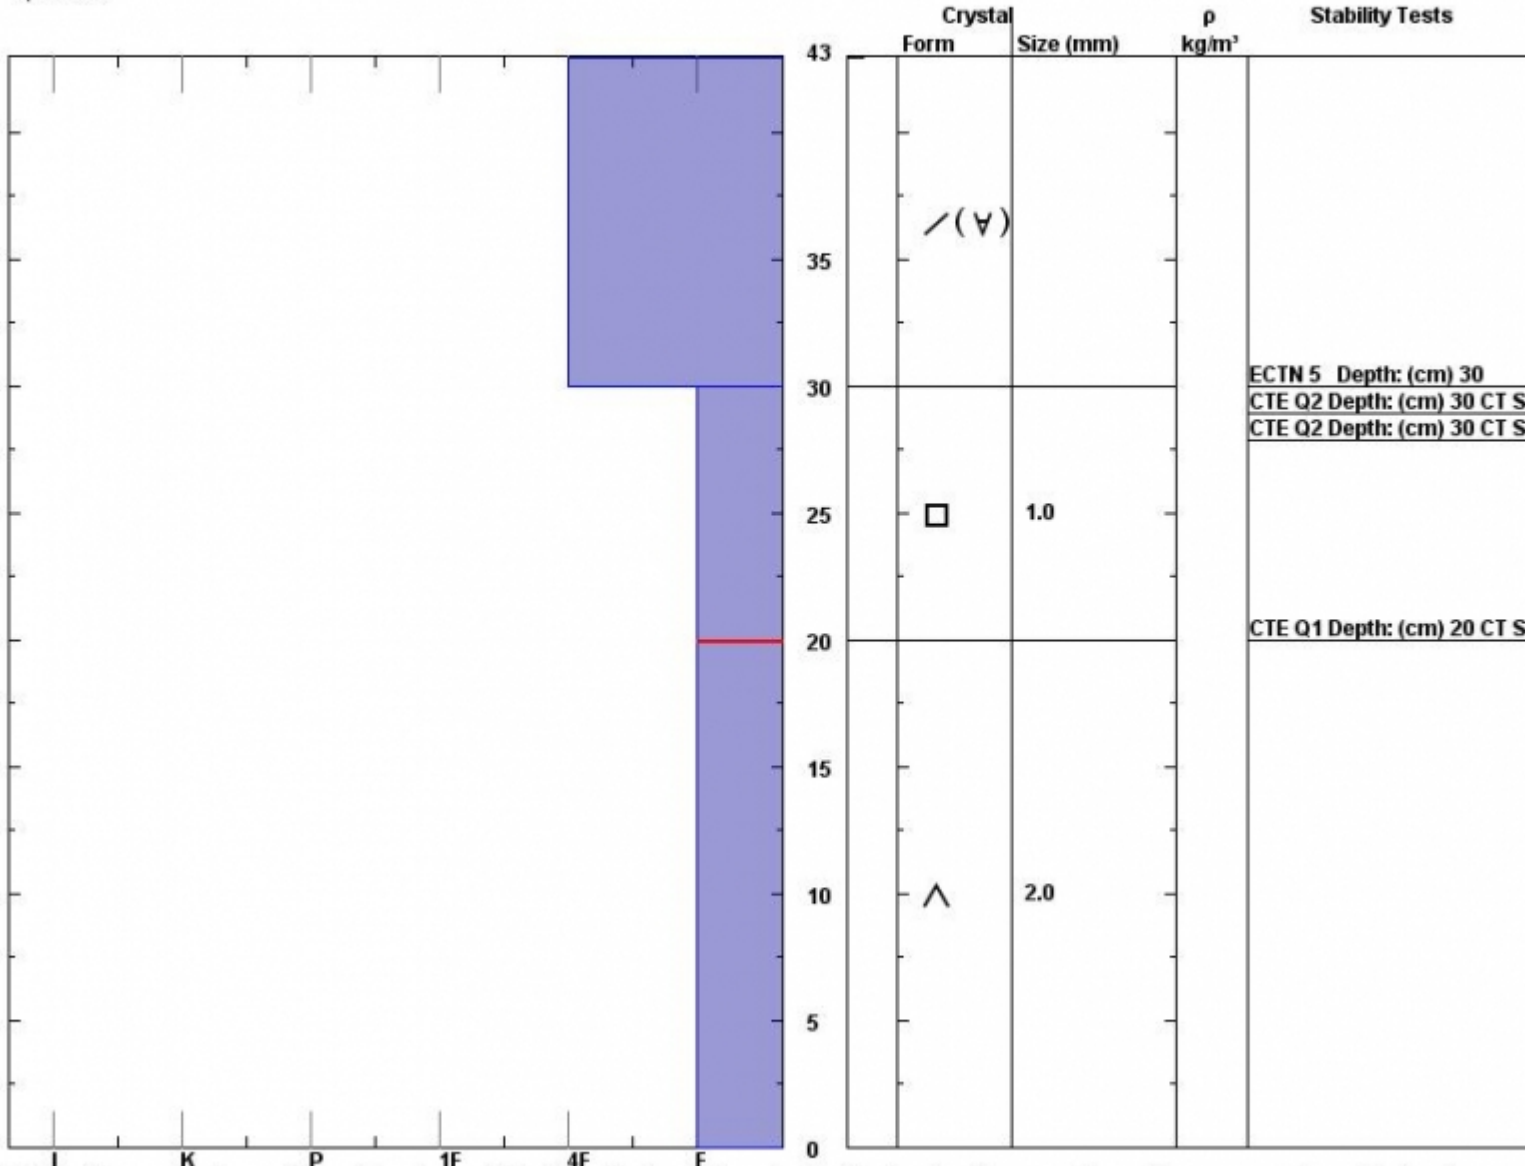 Crystal ρ Stability Tests
Form Size (mm) kg/m³
43
35
30
25
20
15
10
5
0
/(∀)
1.0
2.0
ECTN 5 Depth: (cm) 30
CTE Q2 Depth: (cm) 30 CT S
CTE Q2 Depth: (cm) 30 CT S
CTE Q1 Depth: (cm) 20 CT S
I K P 1F 4F F